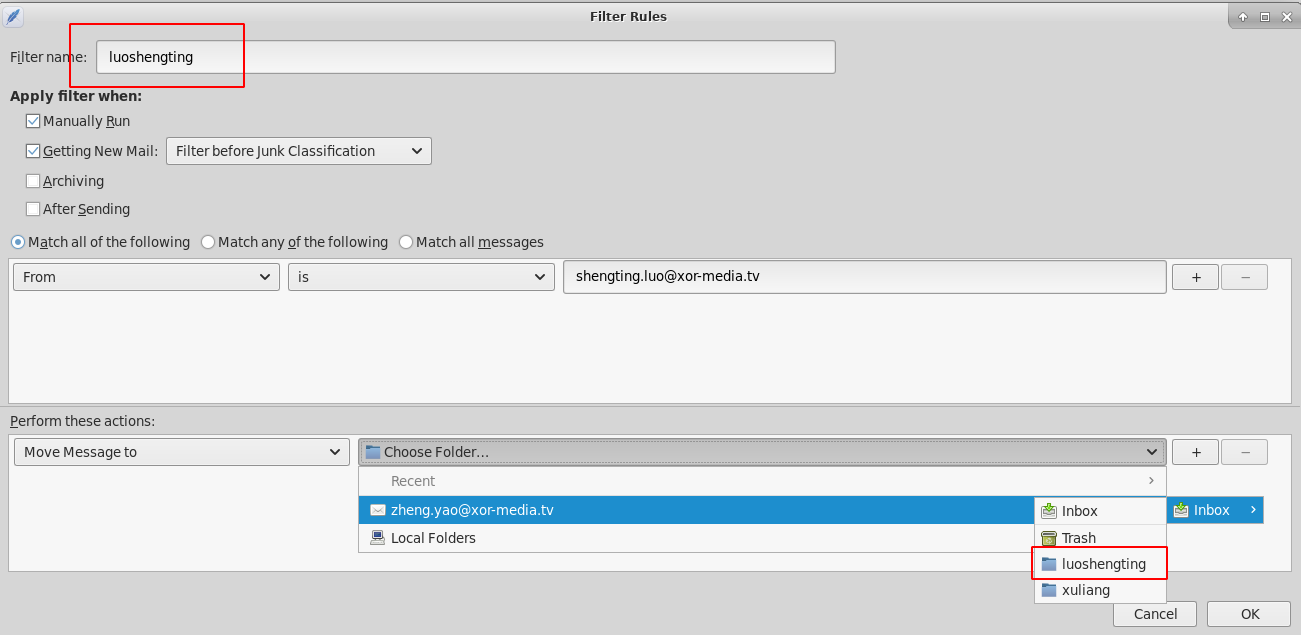 Filter Rules
Filter name: luoshengting
Apply filter when:
Manually Run
Getting New Mail: Filter before Junk Classification
Archiving
After Sending
Match all of the following Match any of the following Match all messages
From is shengting.luo@xor-media.tv + −
Perform these actions:
Move Message to Choose Folder... + −
Recent
zheng.yao@xor-media.tv Inbox Inbox
Local Folders Trash
luoshengting
xuliang
Cancel OK